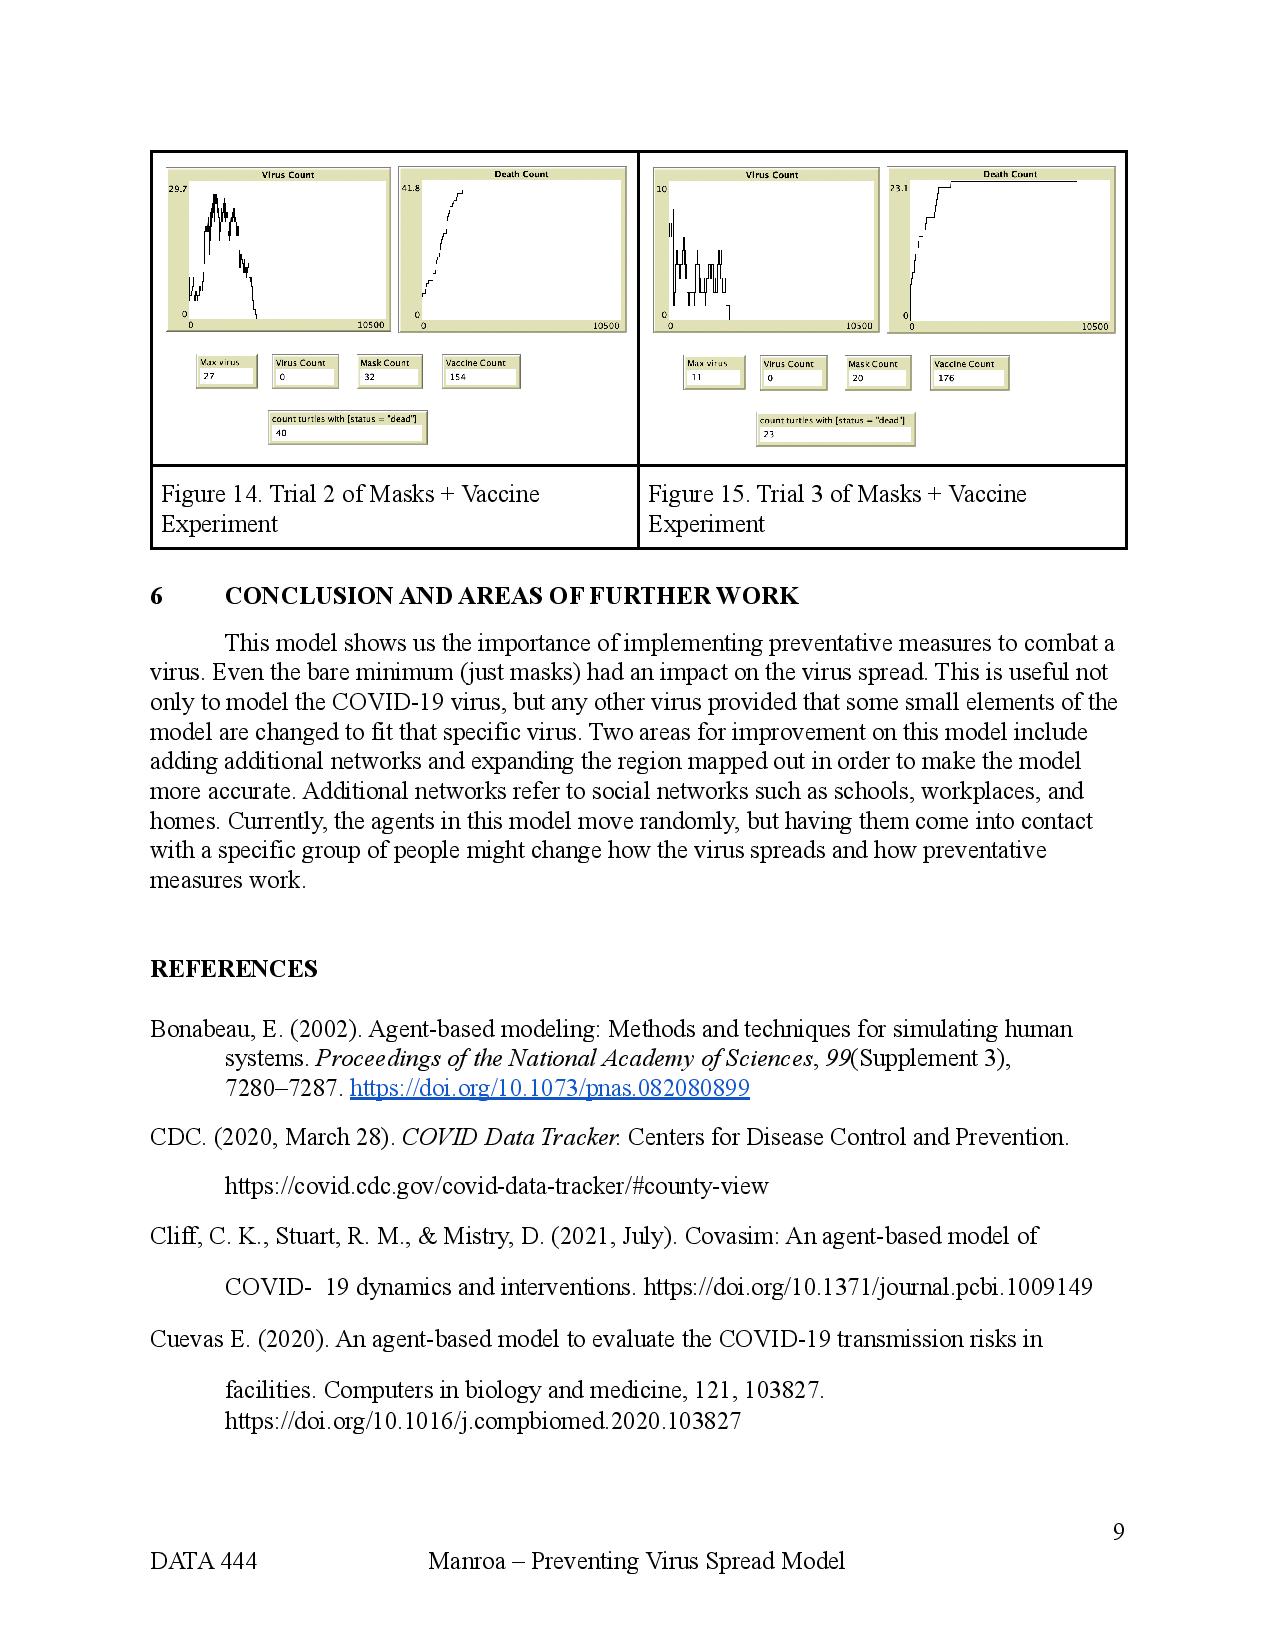 Virus Count
29.7
0
0
10500
Death Count
41.8
0
0
10500
Max virus
27
Virus Count
0
Mask Count
32
Vaccine Count
154
count turtles with [status = "dead"]
40
Virus Count
10
0
0
10500
Death Count
23.1
0
0
10500
Max virus
11
Virus Count
0
Mask Count
20
Vaccine Count
176
count turtles with [status = "dead"]
23
Figure 14. Trial 2 of Masks + Vaccine
Experiment
Figure 15. Trial 3 of Masks + Vaccine
Experiment
6 CONCLUSION AND AREAS OF FURTHER WORK
This model shows us the importance of implementing preventative measures to combat a
virus. Even the bare minimum (just masks) had an impact on the virus spread. This is useful not
only to model the COVID-19 virus, but any other virus provided that some small elements of the
model are changed to fit that specific virus. Two areas for improvement on this model include
adding additional networks and expanding the region mapped out in order to make the model
more accurate. Additional networks refer to social networks such as schools, workplaces, and
homes. Currently, the agents in this model move randomly, but having them come into contact
with a specific group of people might change how the virus spreads and how preventative
measures work.
REFERENCES
Bonabeau, E. (2002). Agent-based modeling: Methods and techniques for simulating human
systems. Proceedings of the National Academy of Sciences, 99(Supplement 3),
7280–7287. https://doi.org/10.1073/pnas.082080899
CDC. (2020, March 28). COVID Data Tracker. Centers for Disease Control and Prevention.
https://covid.cdc.gov/covid-data-tracker/#county-view
Cliff, C. K., Stuart, R. M., & Mistry, D. (2021, July). Covasim: An agent-based model of
COVID- 19 dynamics and interventions. https://doi.org/10.1371/journal.pcbi.1009149
Cuevas E. (2020). An agent-based model to evaluate the COVID-19 transmission risks in
facilities. Computers in biology and medicine, 121, 103827.
https://doi.org/10.1016/j.compbiomed.2020.103827
9
DATA 444 Manroa – Preventing Virus Spread Model